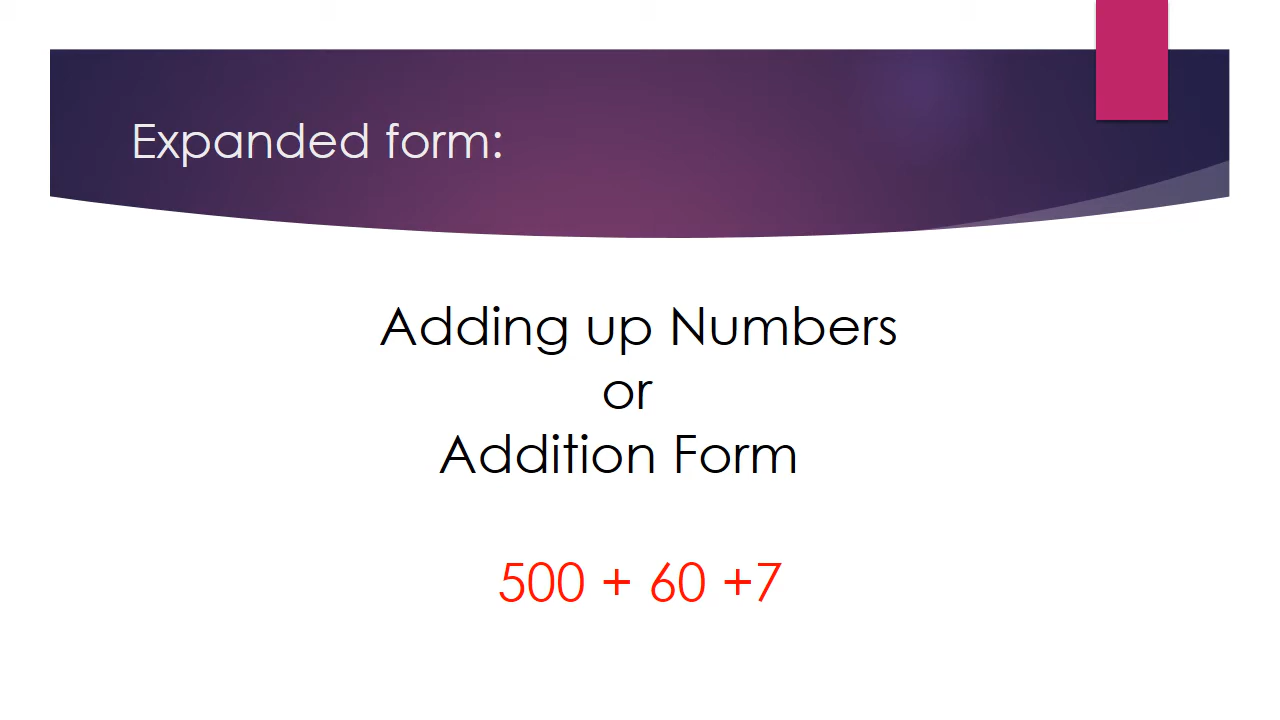 Expanded form:
Adding up Numbers
or
Addition Form
500 + 60 +7